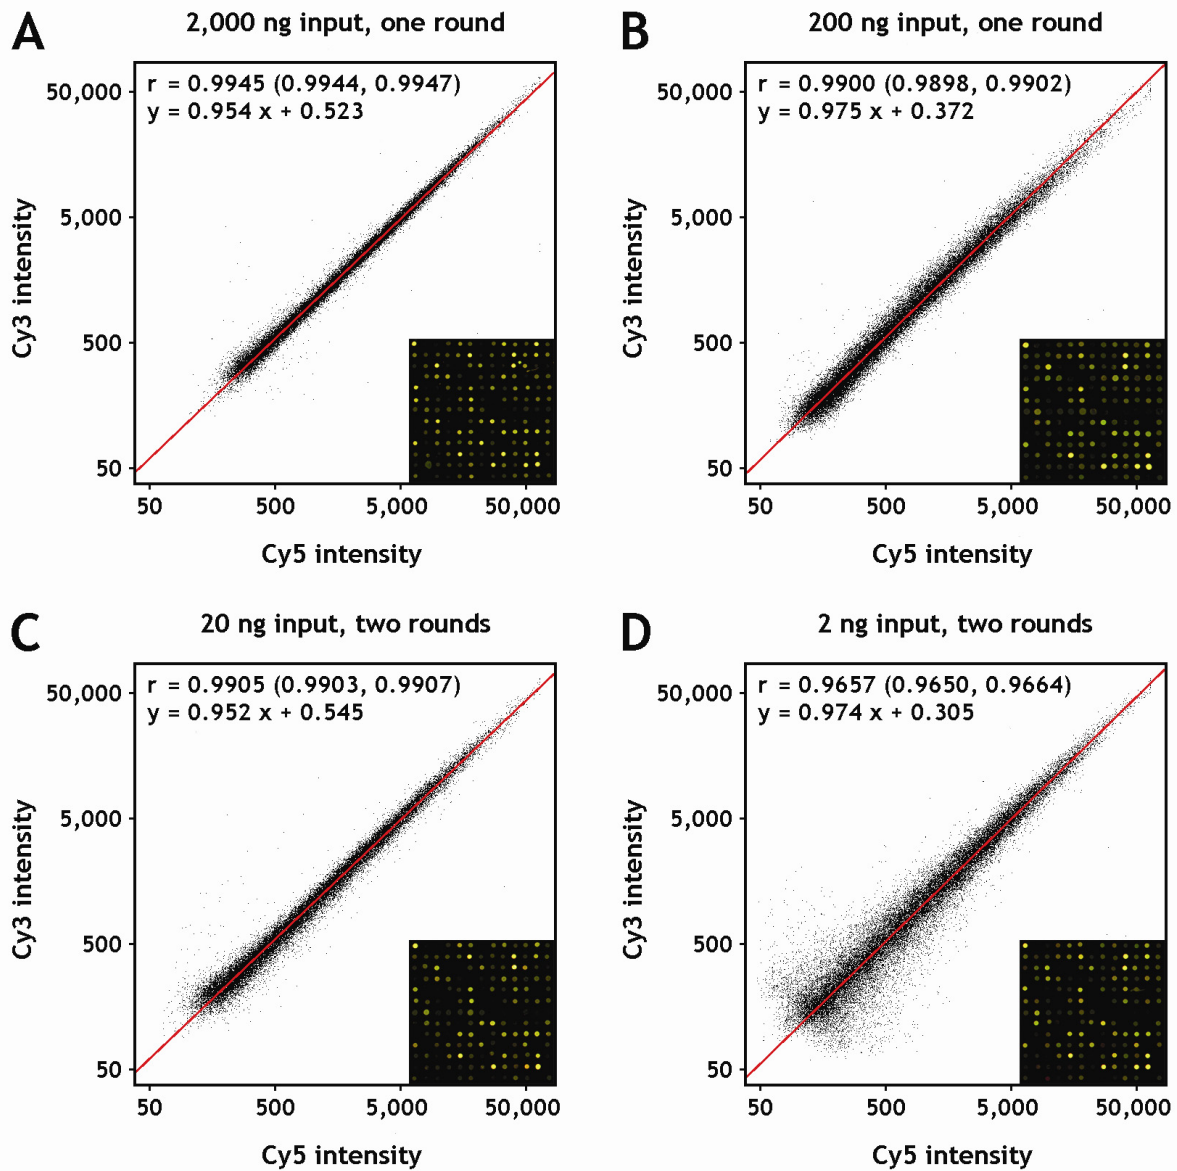 A
2,000 ng input, one round
r = 0.9945 (0.9944, 0.9947)
y = 0.954 x + 0.523
50,000
5,000
500
50
Cy3 intensity
50
500
5,000
50,000
Cy5 intensity
B
200 ng input, one round
r = 0.9900 (0.9898, 0.9902)
y = 0.975 x + 0.372
50,000
5,000
500
50
Cy3 intensity
50
500
5,000
50,000
Cy5 intensity
C
20 ng input, two rounds
r = 0.9905 (0.9903, 0.9907)
y = 0.952 x + 0.545
50,000
5,000
500
50
Cy3 intensity
50
500
5,000
50,000
Cy5 intensity
D
2 ng input, two rounds
r = 0.9657 (0.9650, 0.9664)
y = 0.974 x + 0.305
50,000
5,000
500
50
Cy3 intensity
50
500
5,000
50,000
Cy5 intensity